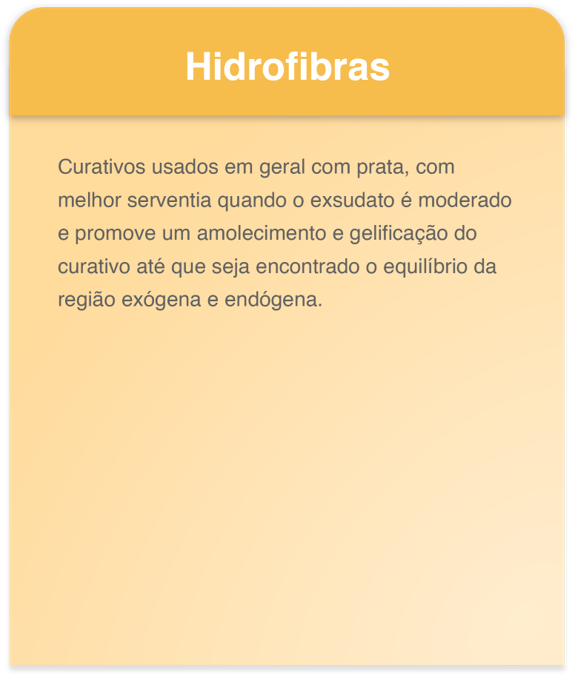 Hidrofibras
Curativos usados em geral com prata, com
melhor serventia quando o exsudato é moderado
e promove um amolecimento e gelificação do
curativo até que seja encontrado o equilíbrio da
região exógena e endógena.